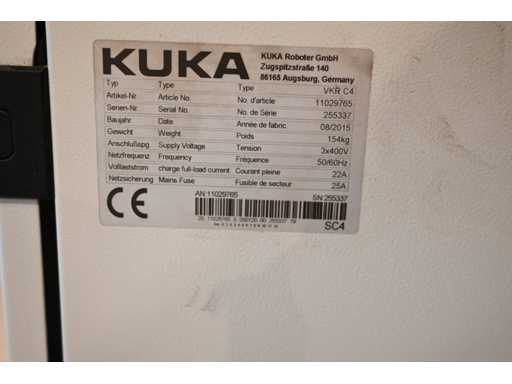 KUKA
KUKA Roboter GmbH
Zugspitzstraße 140
86165 Augsburg, Germany
Typ Type Type VKR C4
Artikel-Nr. Article No. No. d'article 11029765
Serien-Nr. Serial No. No. de Série 255337
Baujahr Date Année de fabric. 08/2015
Gewicht Weight Poids 154kg
Anschlußspg. Supply Voltage Tension 3x400V
Netzfrequenz Frequency Fréquence 50/60Hz
Vollaststrom charge full-load current Courant pleine 22A
Netzsicherung Mains Fuse Fusible de secteur 25A
CE
AN:11029765 SN:255337
SC4